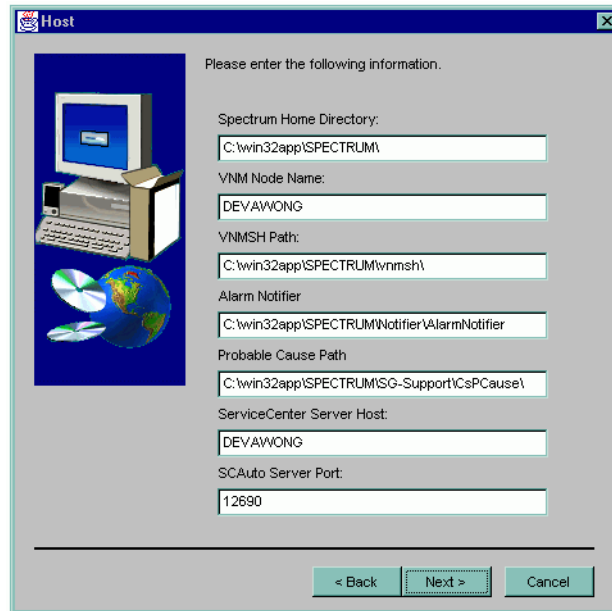 Host
Please enter the following information.
Spectrum Home Directory:
C:\win32app\SPECTRUM\
VNM Node Name:
DEVAWONG
VNMSH Path:
C:\win32app\SPECTRUM\vnmsh\
Alarm Notifier
C:\win32app\SPECTRUM\Notifier\AlarmNotifier
Probable Cause Path
C:\win32app\SPECTRUM\SG-Support\CsPCause\
ServiceCenter Server Host:
DEVAWONG
SCAuto Server Port:
12690
< Back
Next >
Cancel